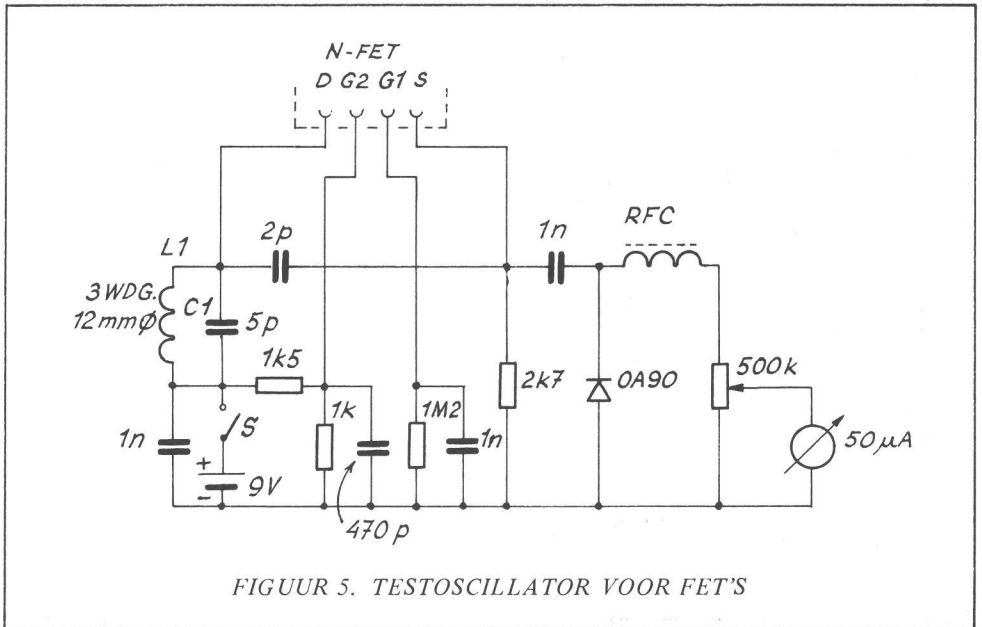 N-FET
D G2 G1 S
RFC
1n
2p
L1
3WDG.
12mmØ
C1
5p
1k5
500k
2k7
OA90
1k
1M2
1n
1n
S
50µA
+
-
9V
470p
FIGUUR 5. TESTOSCILLATOR VOOR FET'S